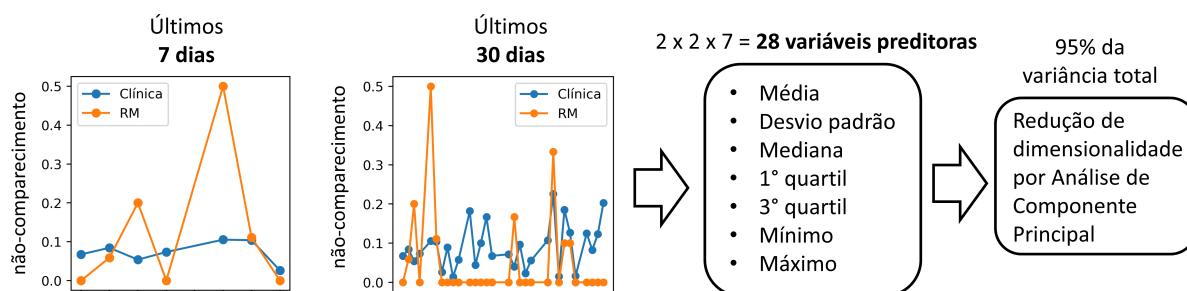 Últimos
7 dias
não-comparecimento
0.5
0.4
0.3
0.2
0.1
0.0
Clínica
RM
Últimos
30 dias
não-comparecimento
0.5
0.4
0.3
0.2
0.1
0.0
Clínica
RM
2 x 2 x 7 = 28 variáveis preditoras
• Média
• Desvio padrão
• Mediana
• 1° quartil
• 3° quartil
• Mínimo
• Máximo
95% da
variância total
Redução de
dimensionalidade
por Análise de
Componente
Principal